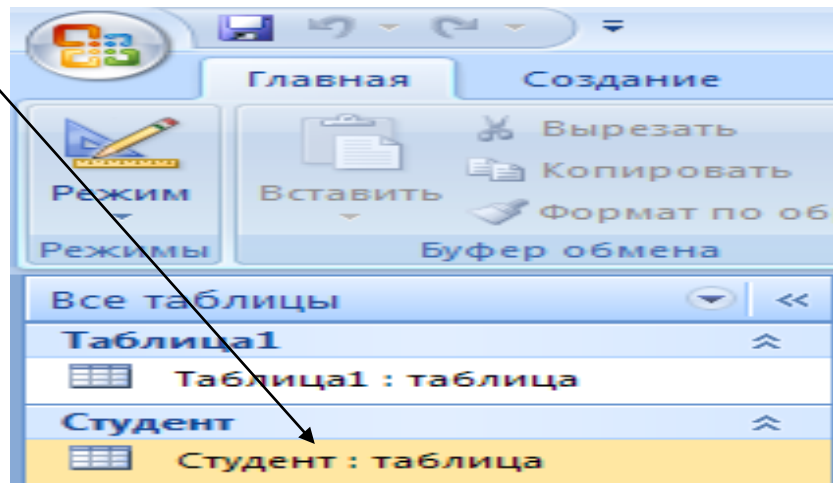 Главная Создание
Вырезать
Копировать
Режим Вставить
Формат по об
Режимы Буфер обмена
Все таблицы
Таблица1
Таблица1 : таблица
Студент
Студент : таблица